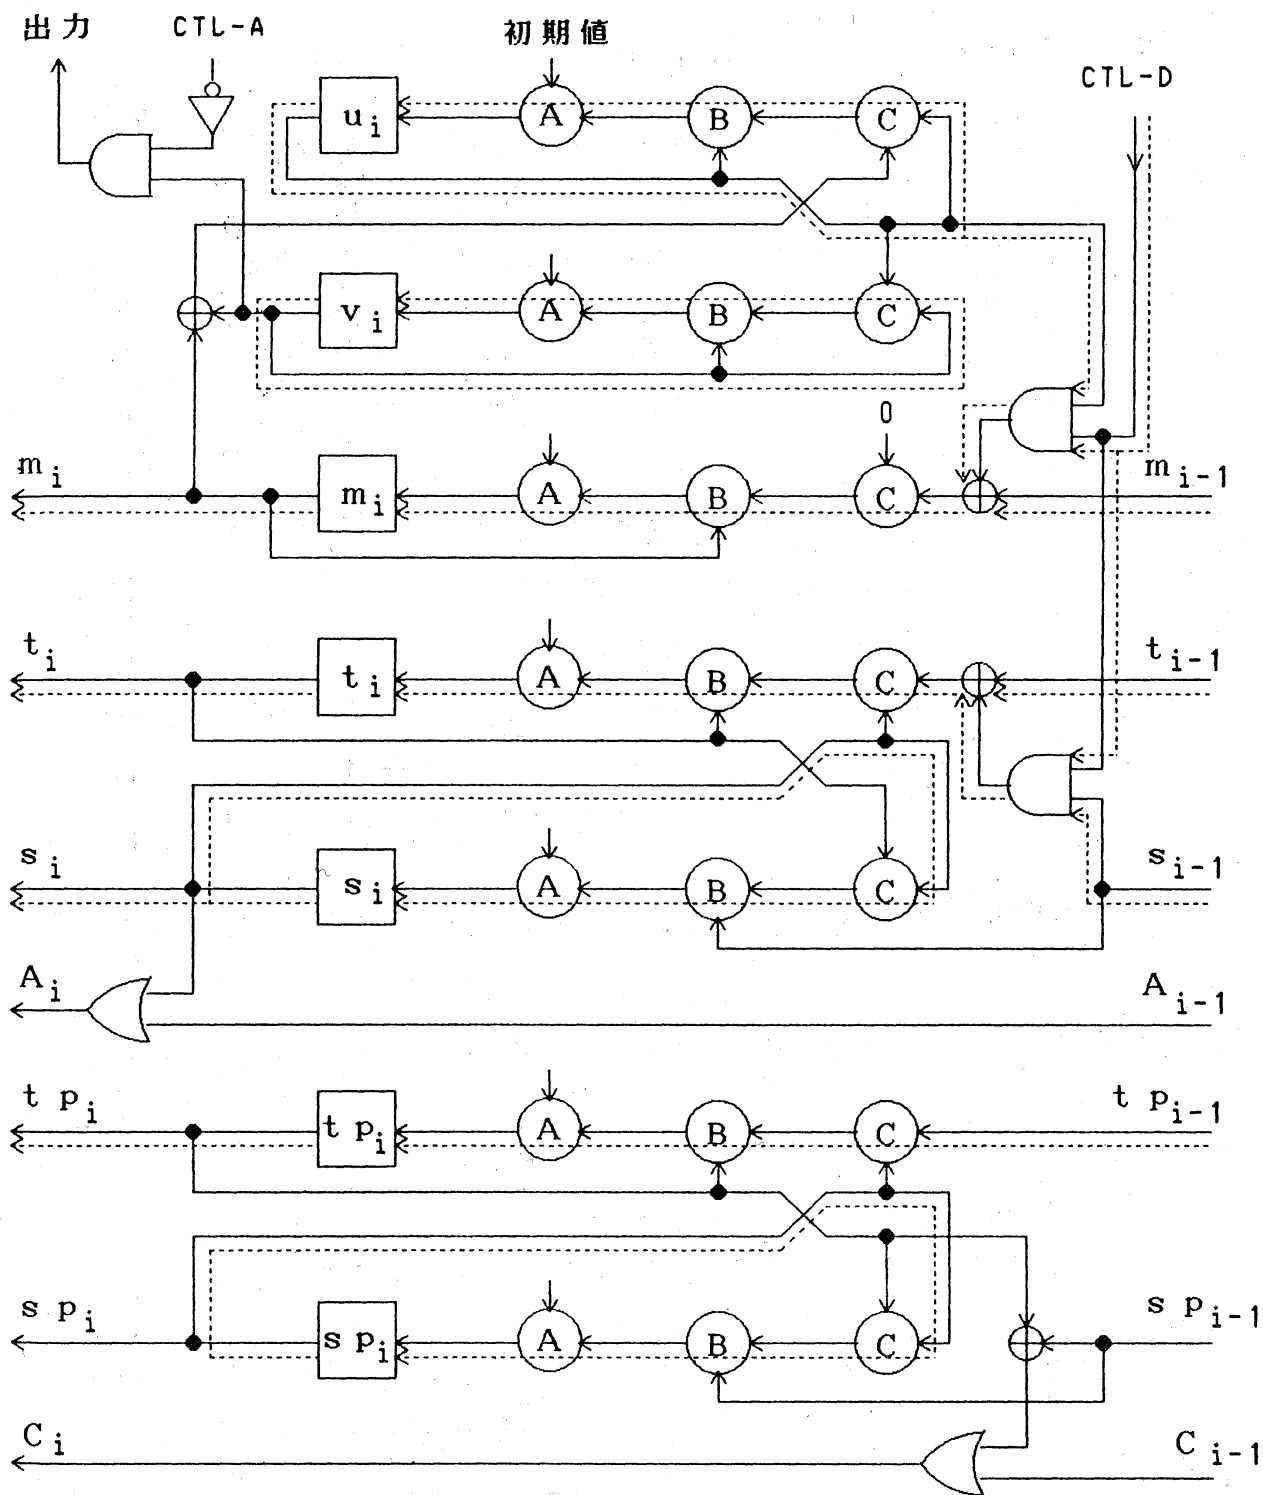 出力 CTL-A 初期値
CTL-D
u i A B C
v i A B C
0
m i m i A B C m i-1
t i t i A B C t i-1
s i s i A B C s i-1
A i A i-1
t p i t p i A B C t p i-1
s p i s p i A B C s p i-1
C i C i-1